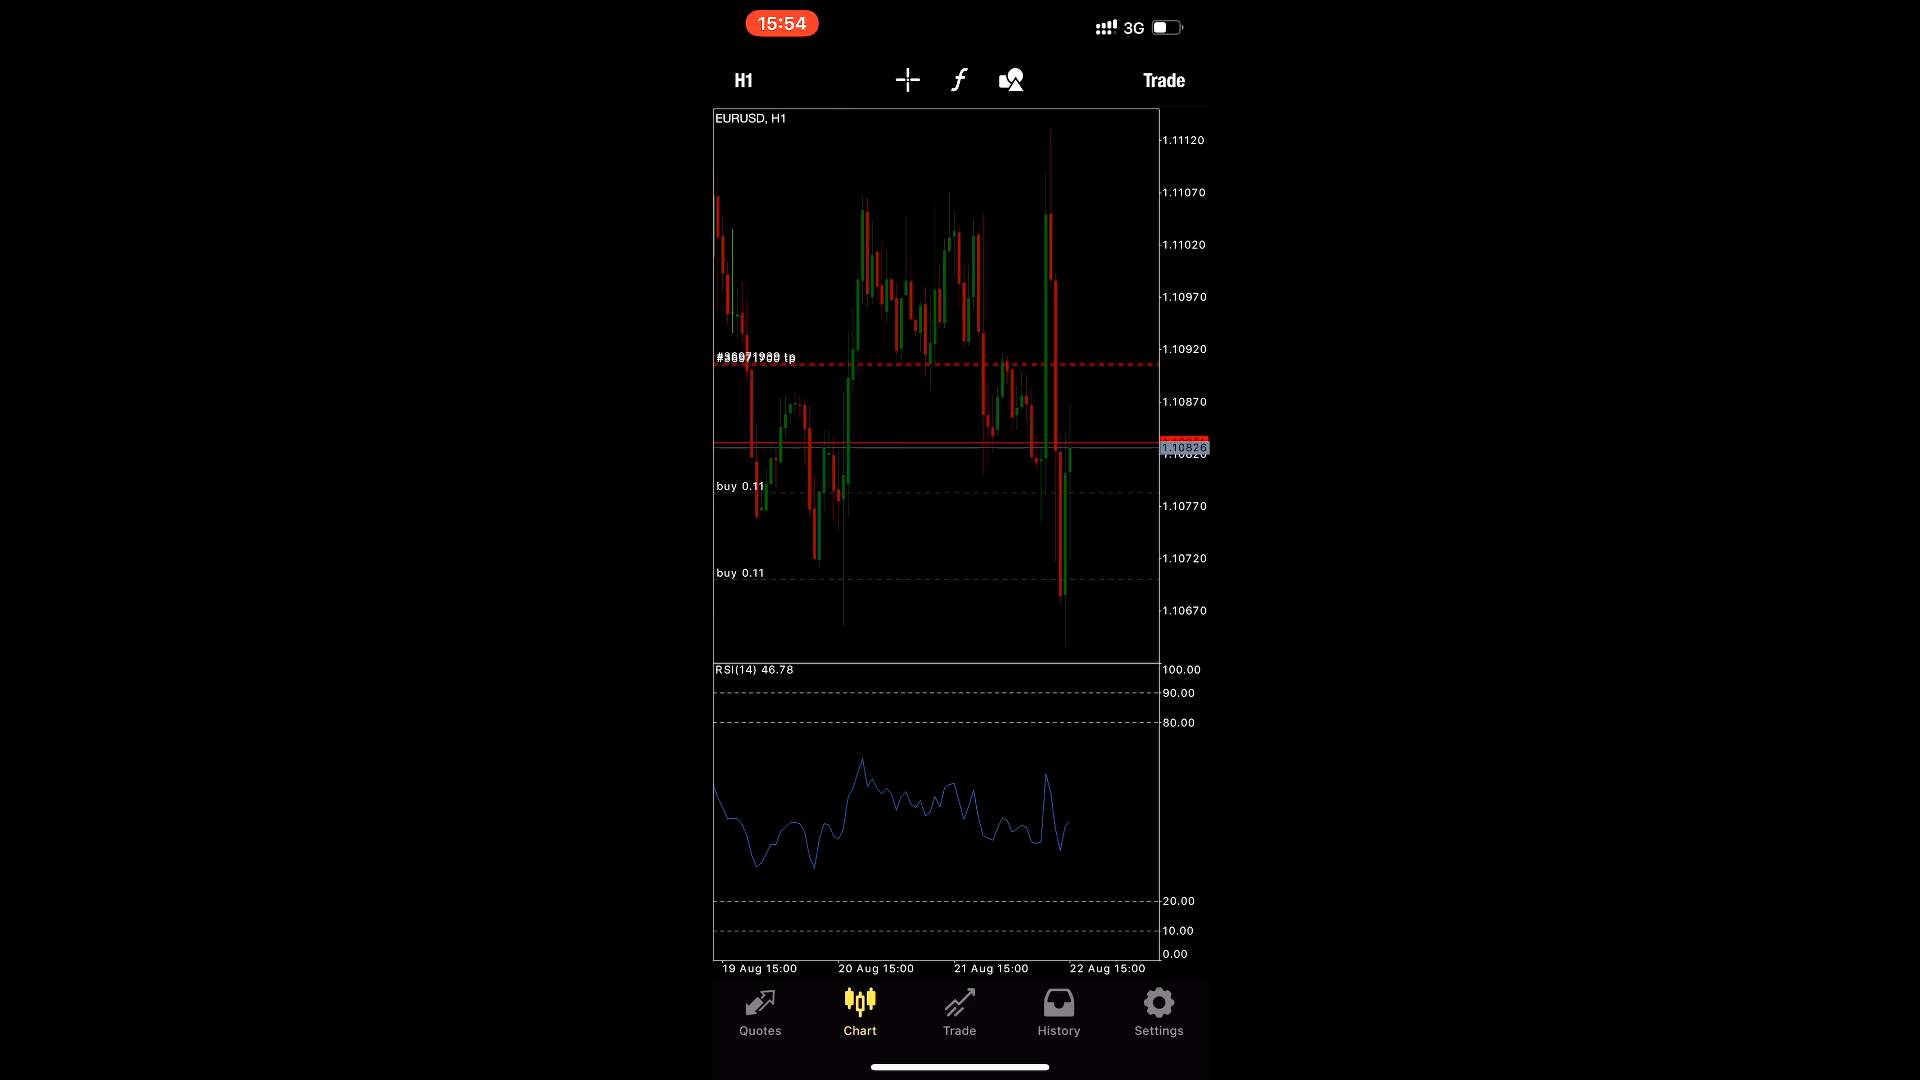 15:54
3G
H1
Trade
EURUSD, H1
1.11120
1.11070
1.11020
1.10970
1.10920
1.10870
1.10826
1.10820
1.10770
1.10720
1.10670
tp
buy 0.11
buy 0.11
RSI(14) 46.78
100.00
90.00
80.00
20.00
10.00
0.00
19 Aug 15:00
20 Aug 15:00
21 Aug 15:00
22 Aug 15:00
Quotes
Chart
Trade
History
Settings